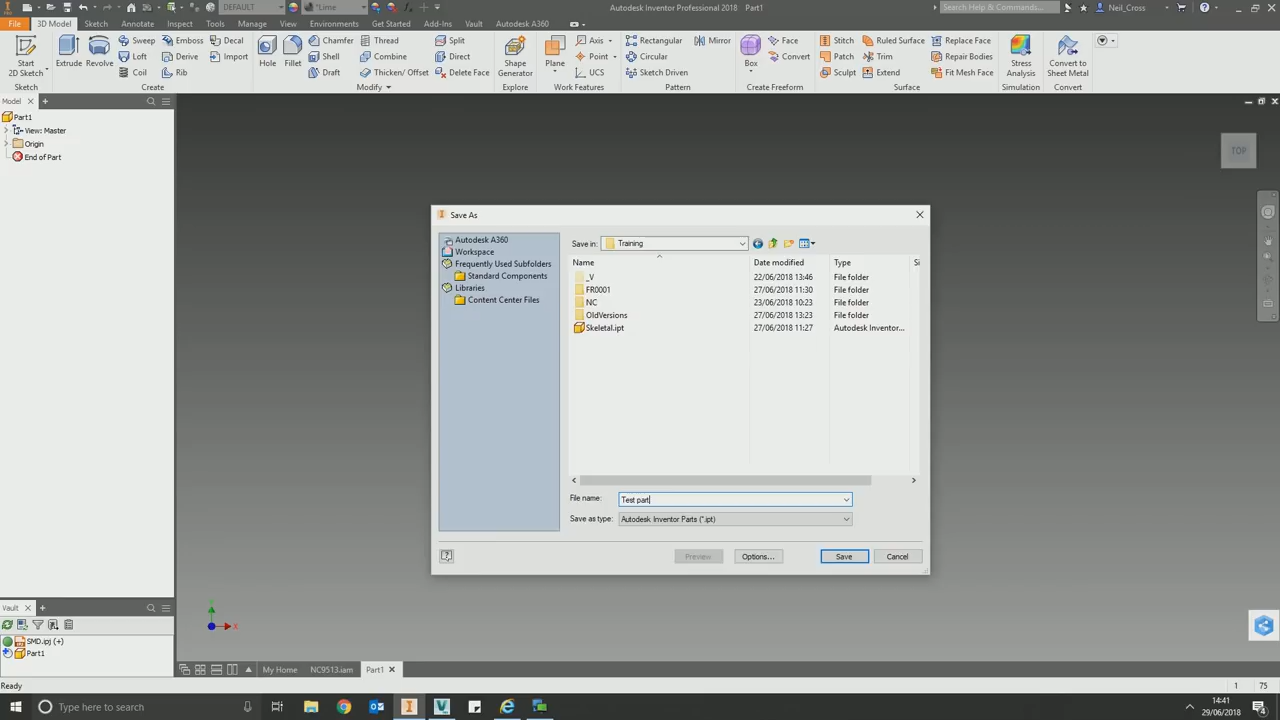 DEFAULT
*Lime
Autodesk Inventor Professional 2018 Part1
Search Help & Commands...
Neil_Cross
File
3D Model
Sketch
Annotate
Inspect
Tools
Manage
View
Environments
Get Started
Add-Ins
Vault
Autodesk A360
Start
2D Sketch
Extrude
Revolve
Sweep
Loft
Coil
Emboss
Derive
Rib
Decal
Import
Hole
Fillet
Chamfer
Shell
Draft
Thread
Combine
Thicken/ Offset
Split
Direct
Delete Face
Shape
Generator
Plane
Axis
Point
UCS
Rectangular
Circular
Sketch Driven
Mirror
Box
Face
Convert
Stitch
Patch
Sculpt
Ruled Surface
Trim
Extend
Replace Face
Repair Bodies
Fit Mesh Face
Stress
Analysis
Convert to
Sheet Metal
Sketch
Create
Modify
Explore
Work Features
Pattern
Create Freeform
Surface
Simulation
Convert
Model
Part1
View: Master
Origin
End of Part
TOP
Save As
Autodesk A360
Workspace
Frequently Used Subfolders
Standard Components
Libraries
Content Center Files
Save in:
Training
Name
Date modified
Type
Si
_V
22/06/2018 13:46
File folder
FR0001
27/06/2018 11:30
File folder
NC
23/06/2018 10:23
File folder
OldVersions
27/06/2018 13:23
File folder
Skeletal.ipt
27/06/2018 11:27
Autodesk Inventor...
File name:
Test part
Save as type:
Autodesk Inventor Parts (*.ipt)
Preview
Options...
Save
Cancel
Vault
SMD.ipj (+)
Part1
X
My Home
NC9513.iam
Part1
Ready
1
75
Type here to search
14:41
29/06/2018
4